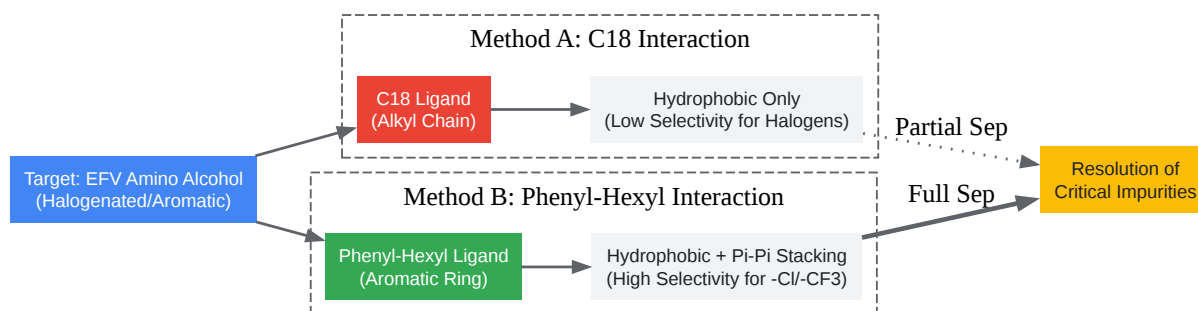 Method A: C18 Interaction
C18 Ligand
(Alkyl Chain)
Hydrophobic Only
(Low Selectivity for Halogens)
Partial Sep
Target: EFV Amino Alcohol
(Halogenated/Aromatic)
Resolution of
Critical Impurities
Method B: Phenyl-Hexyl Interaction
Full Sep
Phenyl-Hexyl Ligand
(Aromatic Ring)
Hydrophobic + Pi-Pi Stacking
(High Selectivity for -Cl/-CF3)